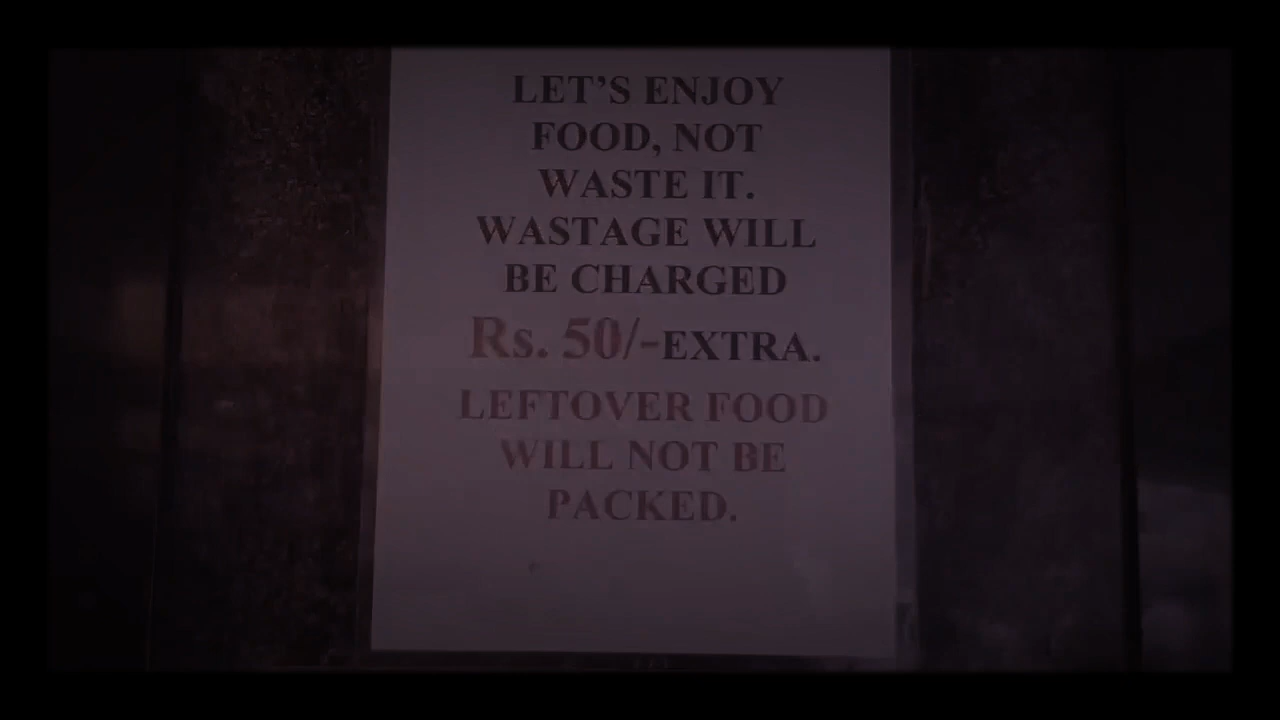 LET'S ENJOY
FOOD, NOT
WASTE IT.
WASTAGE WILL
BE CHARGED
Rs. 50/-EXTRA.
LEFTOVER FOOD
WILL NOT BE
PACKED.